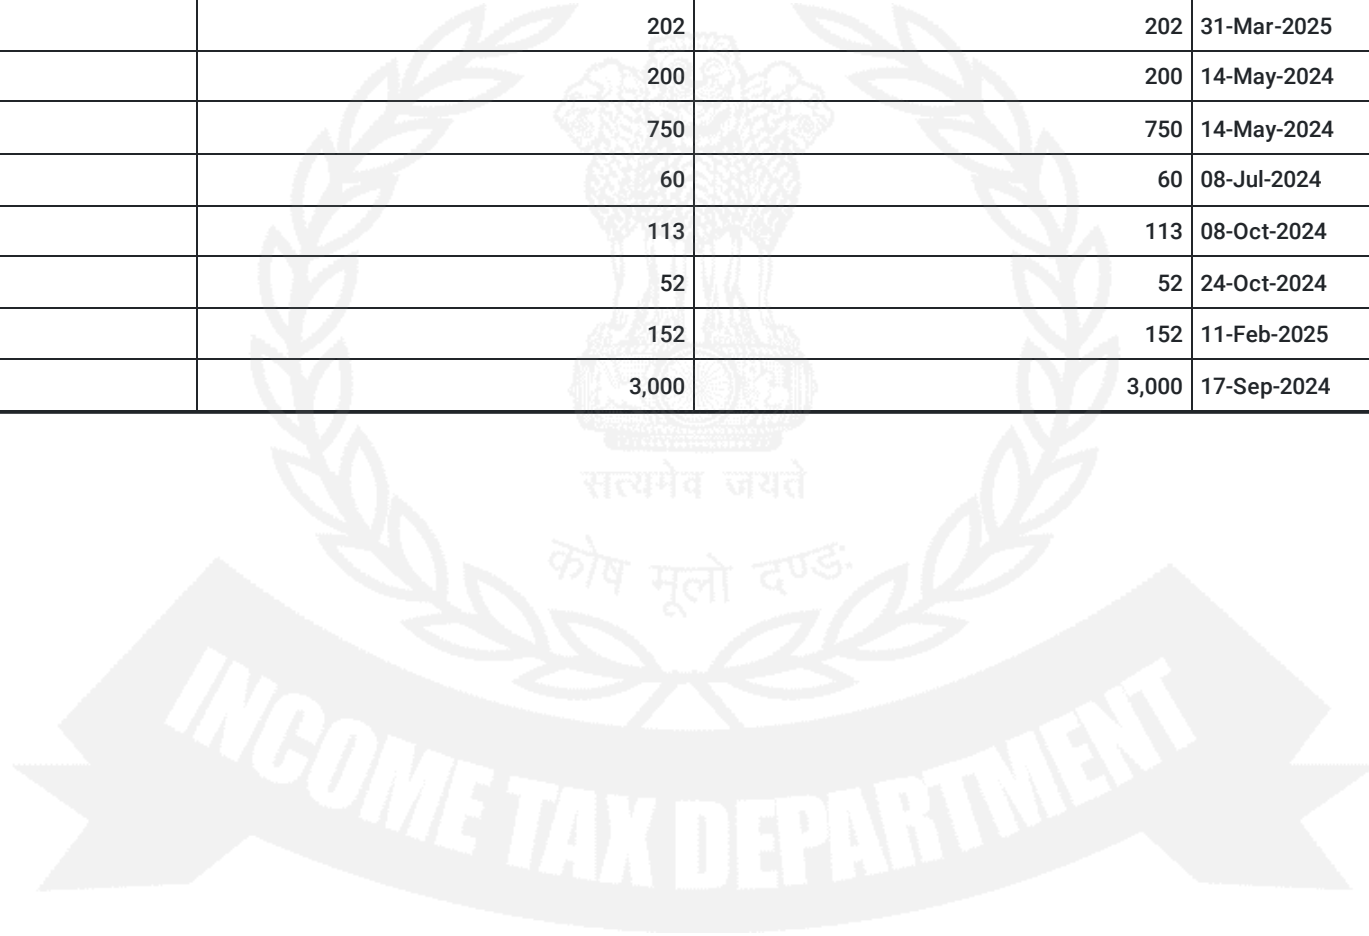 202 202 31-Mar-2025
200 200 14-May-2024
750 750 14-May-2024
60 60 08-Jul-2024
113 113 08-Oct-2024
52 52 24-Oct-2024
152 152 11-Feb-2025
3,000 3,000 17-Sep-2024
सत्यमेव जयते
कोष मूलो दण्डः
INCOME TAX DEPARTMENT